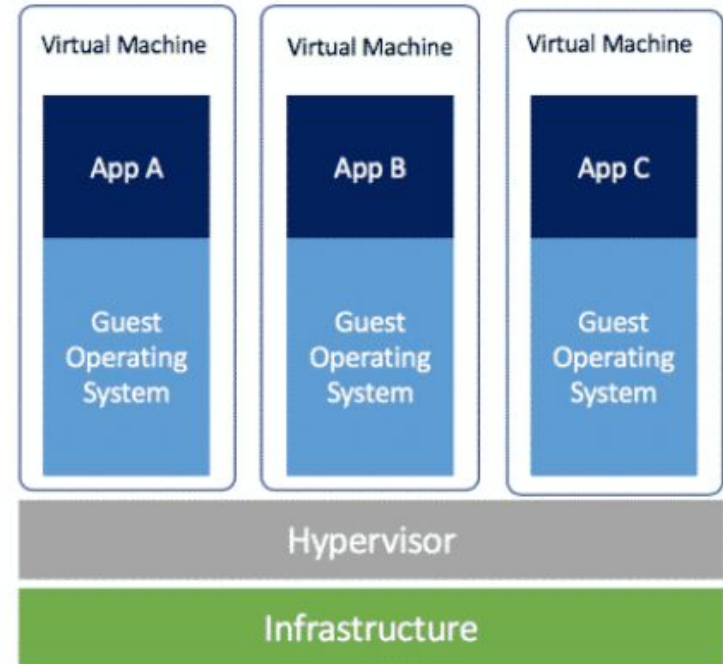 Virtual Machine
Virtual Machine
Virtual Machine
App A
App B
App C
Guest
Operating
System
Guest
Operating
System
Guest
Operating
System
Hypervisor
Infrastructure